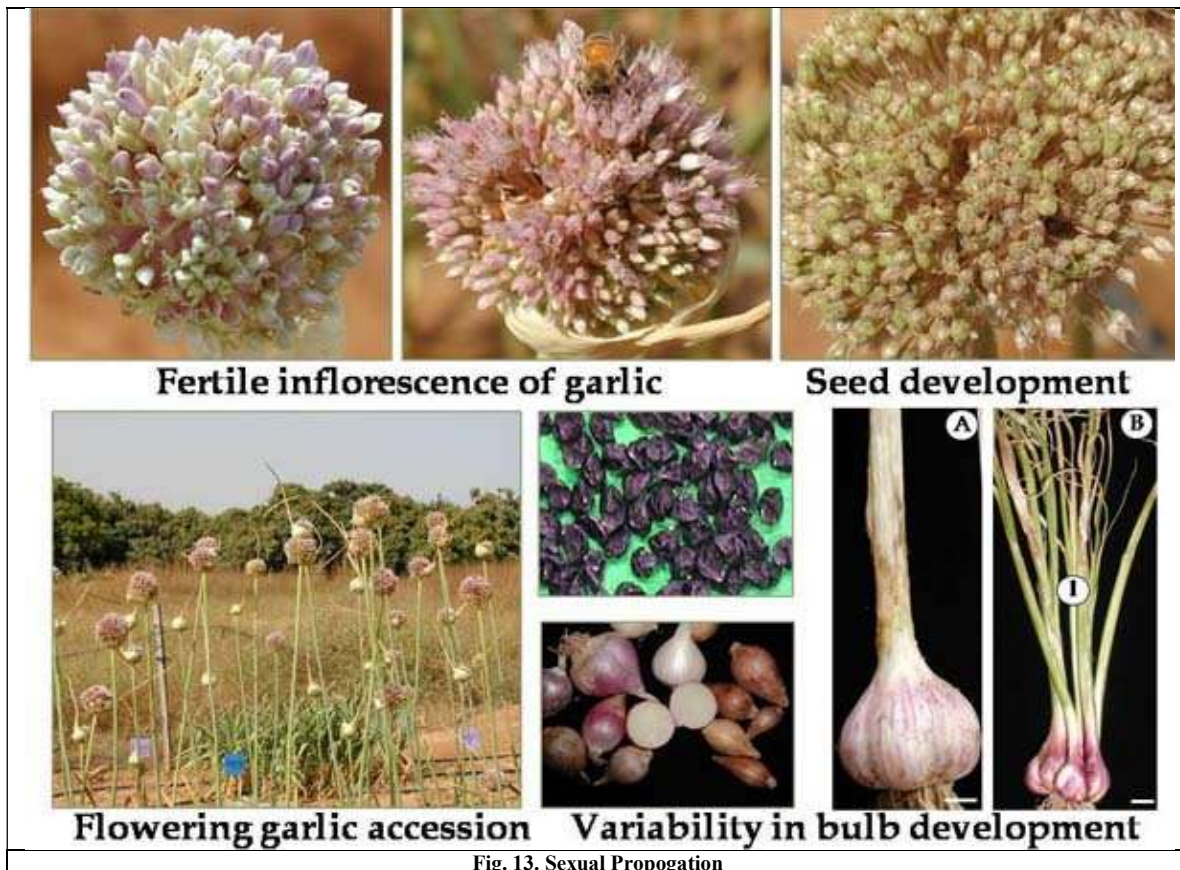 Fertile inflorescence of garlic
Seed development
A
B
I
Flowering garlic accession
Variability in bulb development
Fig. 13. Sexual Propogation